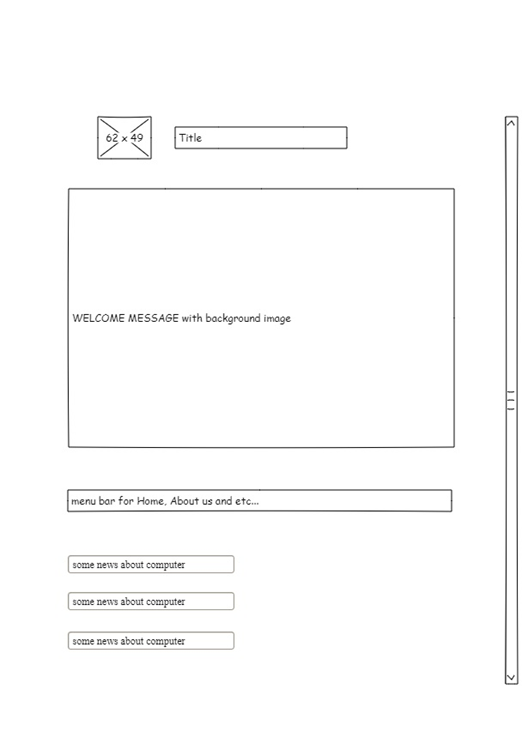 62 x 49
Title
WELCOME MESSAGE with background image
menu bar for Home, About us and etc...
some news about computer
some news about computer
some news about computer